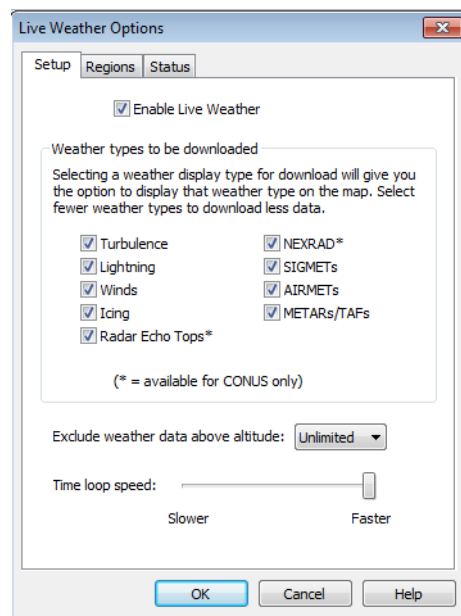 Live Weather Options
Setup Regions Status
Enable Live Weather
Weather types to be downloaded
Selecting a weather display type for download will give you
the option to display that weather type on the map. Select
fewer weather types to download less data.
Turbulence NEXRAD*
Lightning SIGMETs
Winds AIRMETs
Icing METARs/TAFs
Radar Echo Tops*
(* = available for CONUS only)
Exclude weather data above altitude: Unlimited
Time loop speed:
Slower Faster
OK Cancel Help